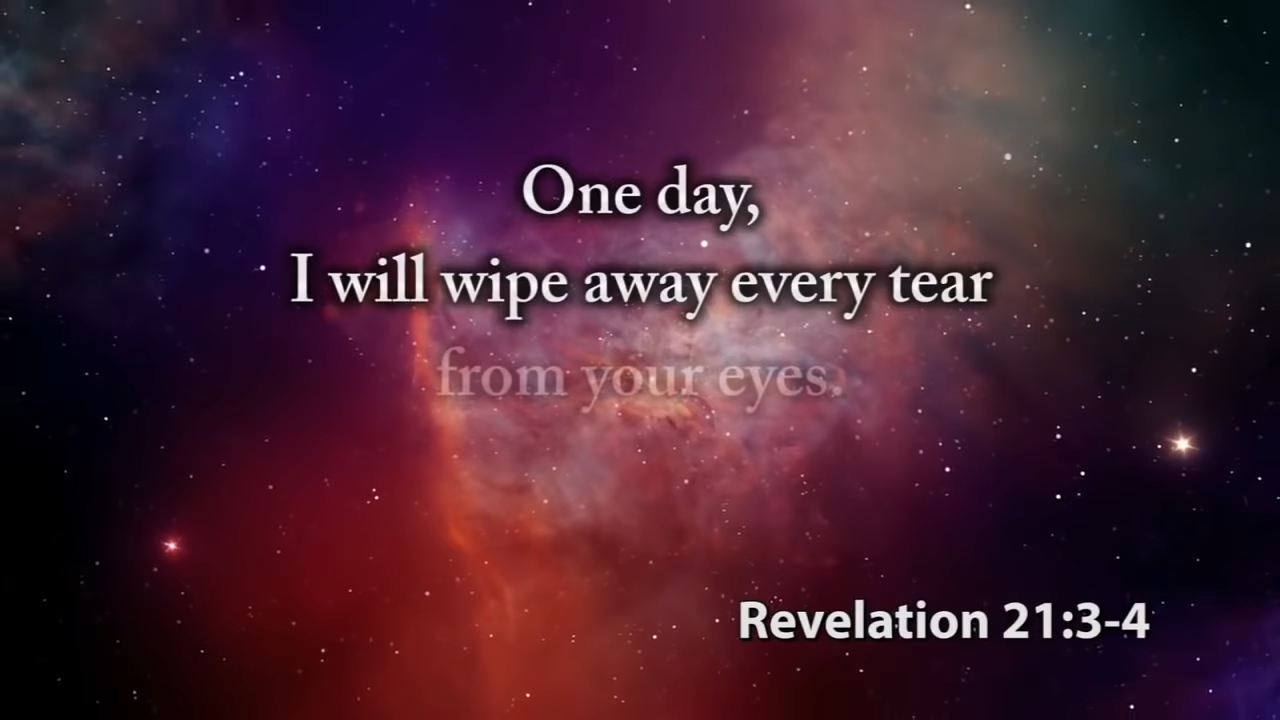 One day,
I will wipe away every tear
from your eyes.
Revelation 21:3-4